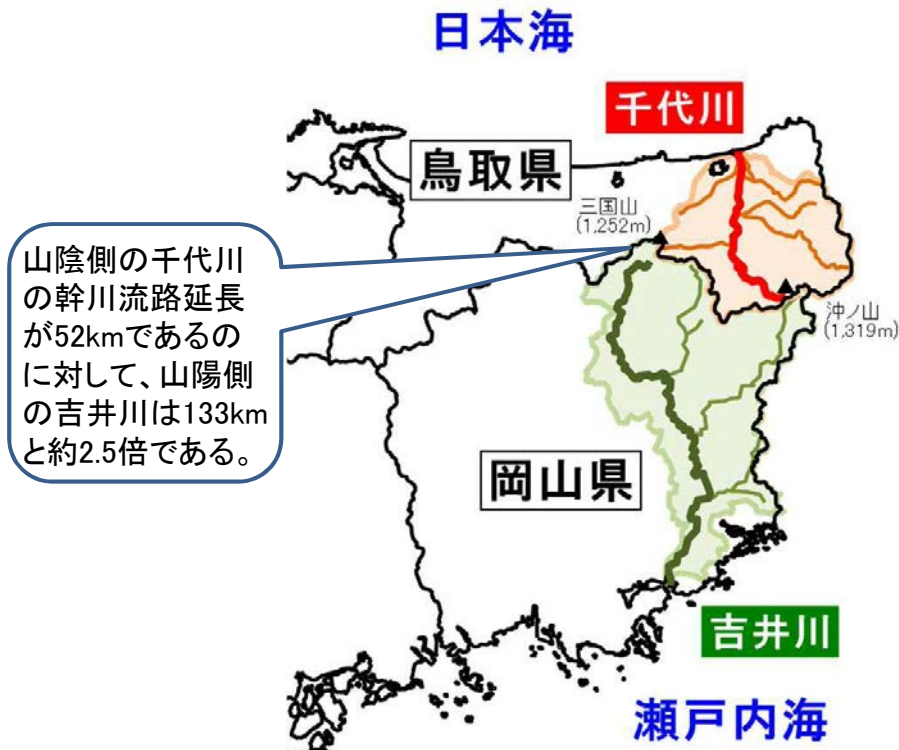 日本海
千代川
鳥取県
三国山
(1,252m)
山陰側の千代川
の幹川流路延長
が52kmであるの
に対して、山陽側
の吉井川は133km
と約2.5倍である。
沖ノ山
(1,319m)
岡山県
吉井川
瀬戸内海